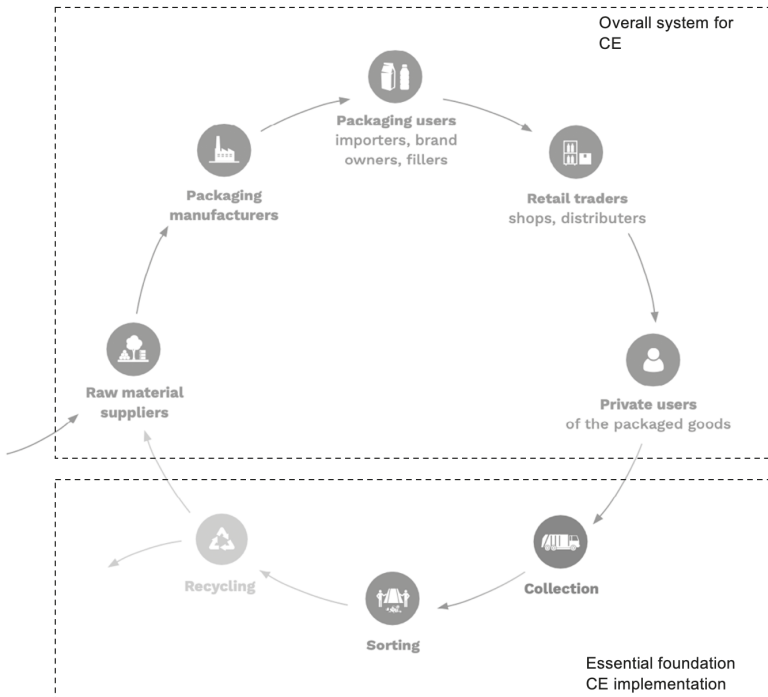 Overall system for
CE
Packaging users
importers, brand
owners, fillers
Packaging
manufacturers
Retail traders
shops, distributers
Raw material
suppliers
Private users
of the packaged goods
Recycling
Collection
Sorting
Essential foundation
CE implementation